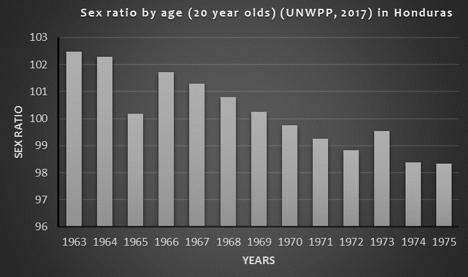 Sex ratio by age (20 year olds) (UNWPP, 2017) in Honduras
103
102
101
100
99
98
97
96
SEX RATIO
1963 1964 1965 1966 1967 1968 1969 1970 1971 1972 1973 1974 1975
YEARS